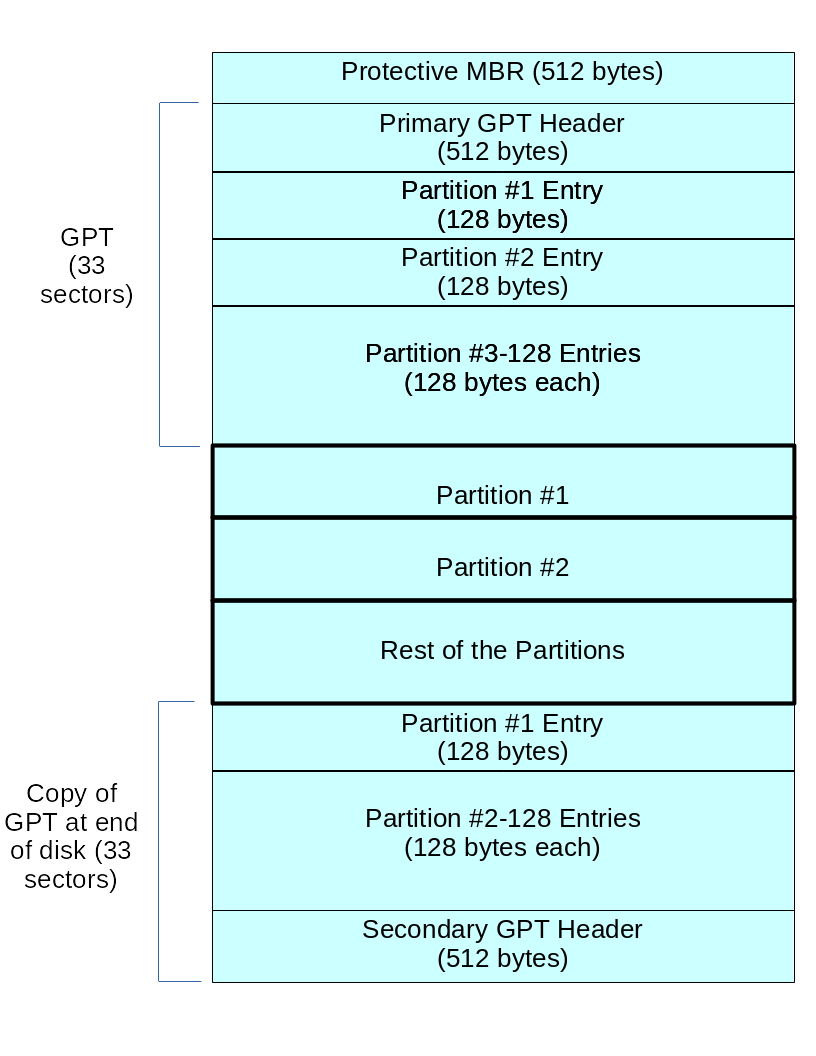 Protective MBR (512 bytes)
Primary GPT Header
(512 bytes)
Partition #1 Entry
(128 bytes)
Partition #2 Entry
(128 bytes)
Partition #3-128 Entries
(128 bytes each)
GPT
(33
sectors)
Partition #1
Partition #2
Rest of the Partitions
Partition #1 Entry
(128 bytes)
Partition #2-128 Entries
(128 bytes each)
Secondary GPT Header
(512 bytes)
Copy of
GPT at end
of disk (33
sectors)